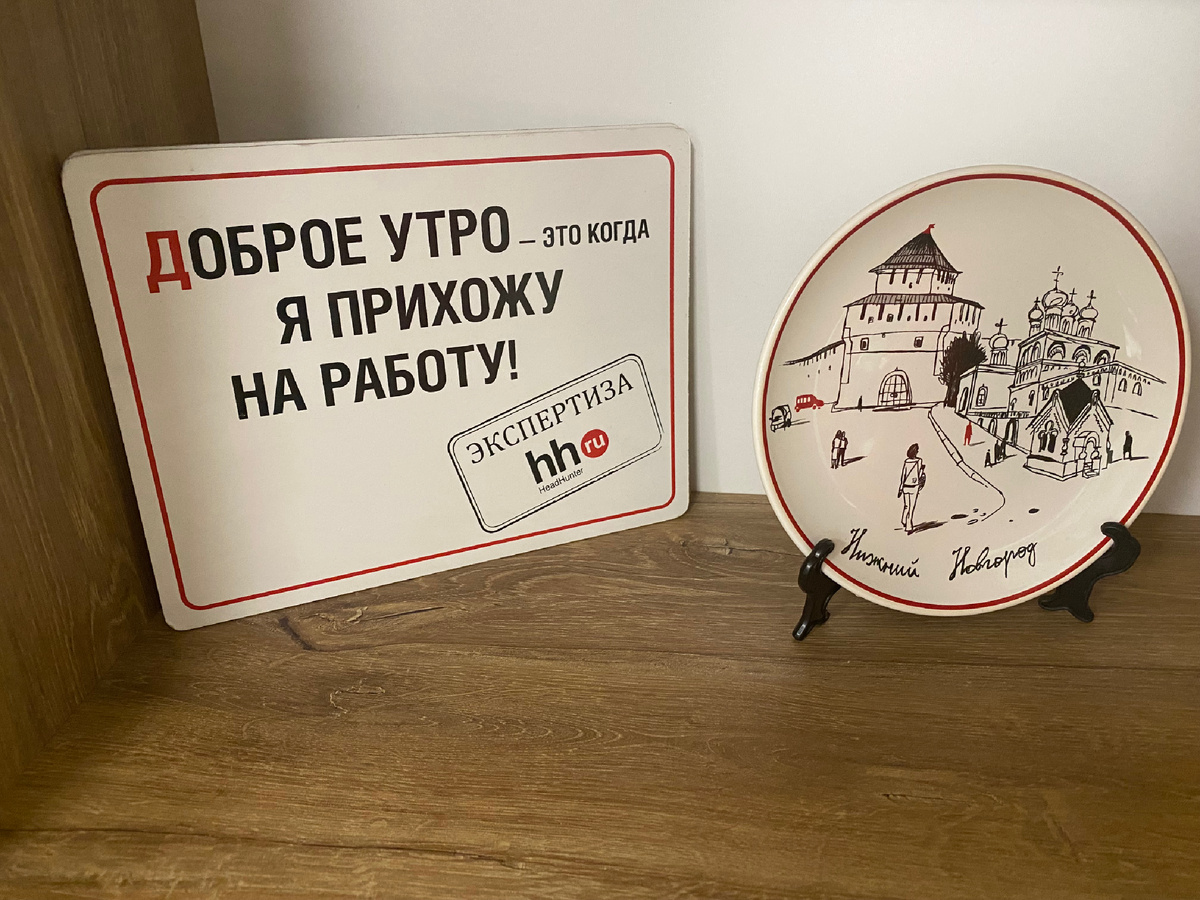 ДОБРОЕ УТРО – ЭТО КОГДА
Я ПРИХОЖУ
НА РАБОТУ!
ЭКСПЕРТИЗА
hh ru
HeadHunter
Нижний Новгород